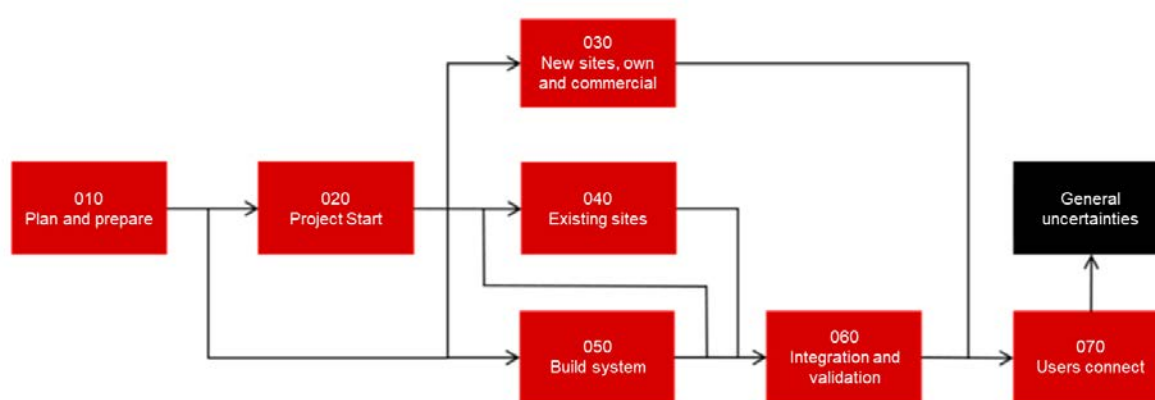 030
New sites, own
and commercial
010
Plan and prepare
020
Project Start
040
Existing sites
General
uncertainties
050
Build system
060
Integration and
validation
070
Users connect